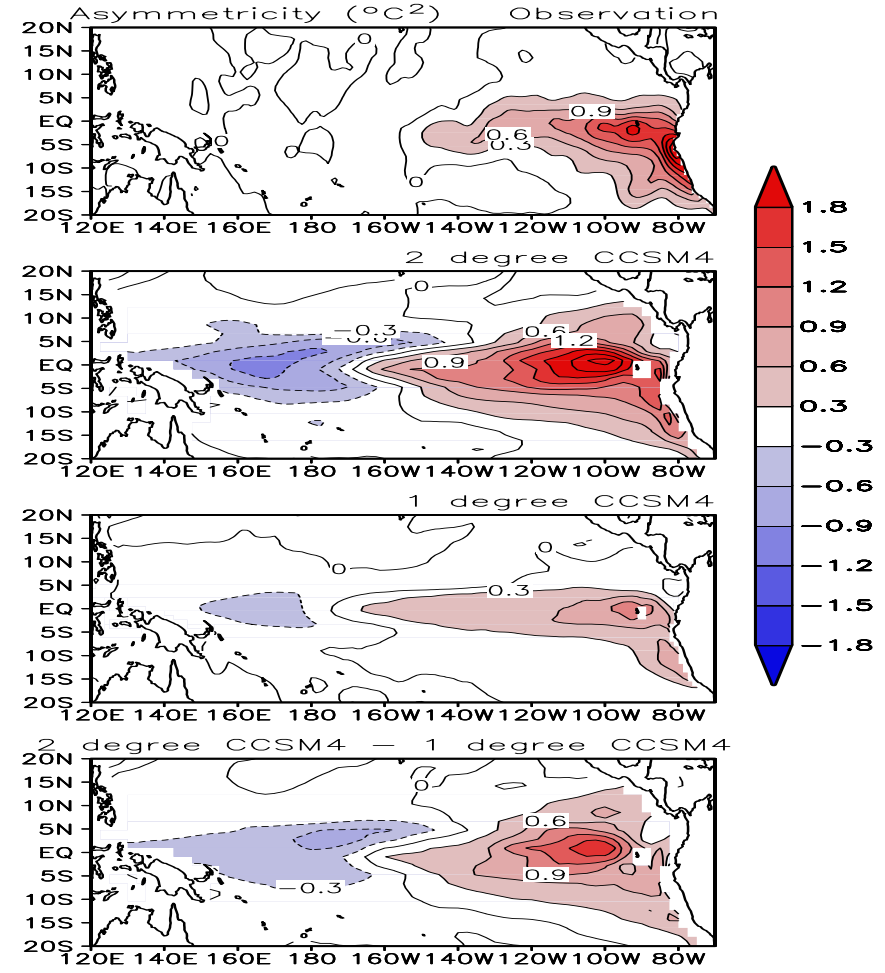 Asymmetricity (°C²) Observation
20N
15N
10N
5N
EQ
5S
10S
15S
20S
0
0
0
0
0
0.9
0.6
0.3
120E 140E 160E 180 160W 140W 120W 100W 80W
2 degree CCSM4
20N
15N
10N
5N
EQ
5S
10S
15S
20S
0
−0.3
−0.6
0.6
1.2
0.9
120E 140E 160E 180 160W 140W 120W 100W 80W
1 degree CCSM4
20N
15N
10N
5N
EQ
5S
10S
15S
20S
0
0
0.3
120E 140E 160E 180 160W 140W 120W 100W 80W
2 degree CCSM4 − 1 degree CCSM4
20N
15N
10N
5N
EQ
5S
10S
15S
20S
0
0.6
0.9
−0.3
120E 140E 160E 180 160W 140W 120W 100W 80W
1.8
1.5
1.2
0.9
0.6
0.3
−0.3
−0.6
−0.9
−1.2
−1.5
−1.8